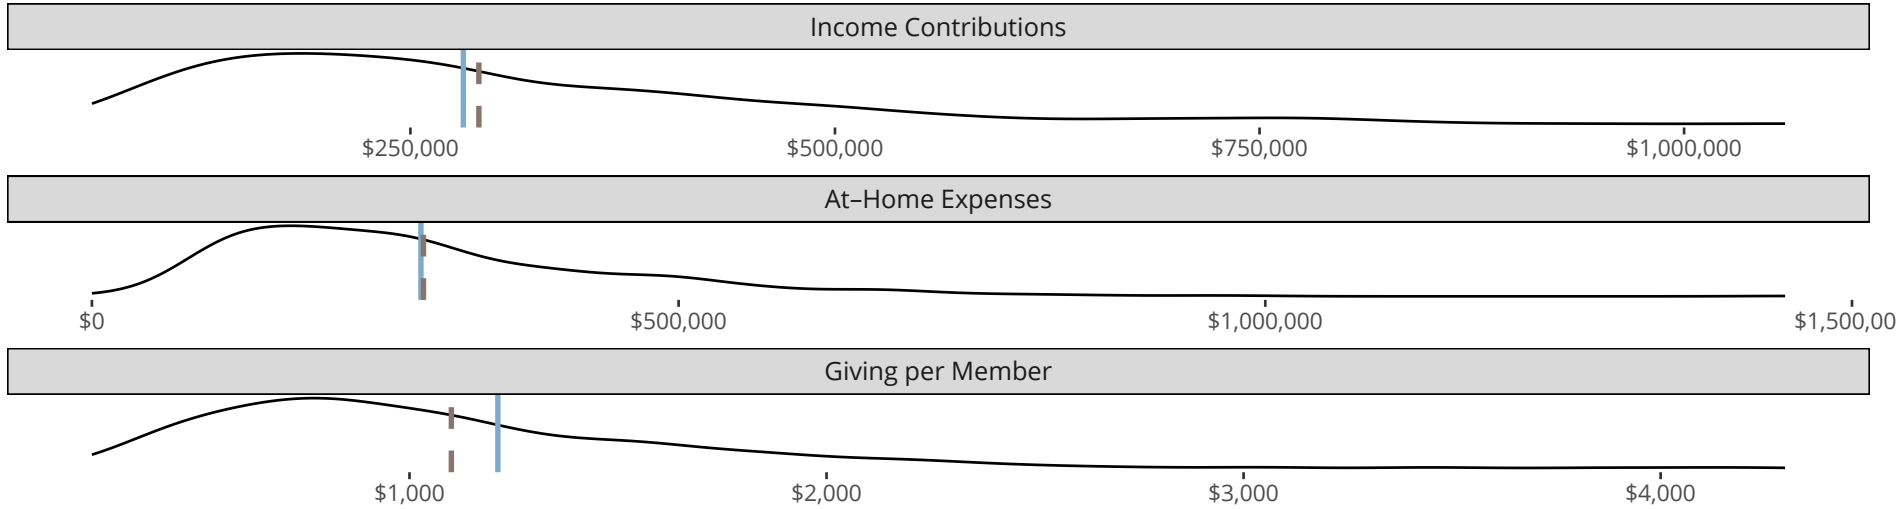 Income Contributions
$250,000 $500,000 $750,000 $1,000,000
At–Home Expenses
$0 $500,000 $1,000,000 $1,500,00
Giving per Member
$1,000 $2,000 $3,000 $4,000